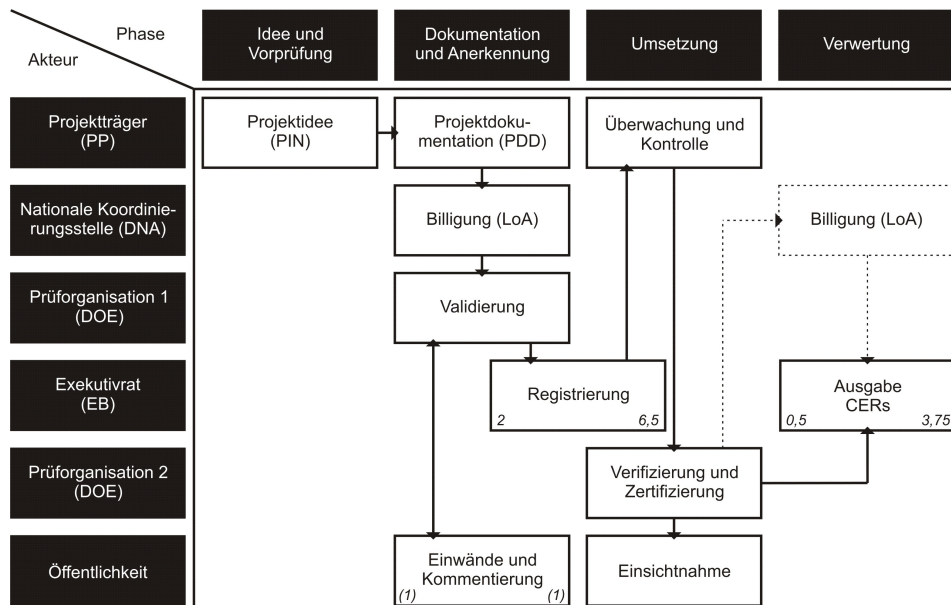 Phase
Akteur
Idee und
Vorprüfung
Dokumentation
und Anerkennung
Umsetzung
Verwertung
Projektträger
(PP)
Projektidee
(PIN)
Projektdoku-
mentation (PDD)
Überwachung und
Kontrolle
Nationale Koordinie-
rungsstelle (DNA)
Billigung (LoA)
Billigung (LoA)
Prüforganisation 1
(DOE)
Validierung
Exekutivrat
(EB)
Registrierung
2 6,5
Ausgabe
CERs
0,5 3,75
Prüforganisation 2
(DOE)
Verifizierung und
Zertifizierung
Öffentlichkeit
Einwände und
Kommentierung
(1) (1)
Einsichtnahme